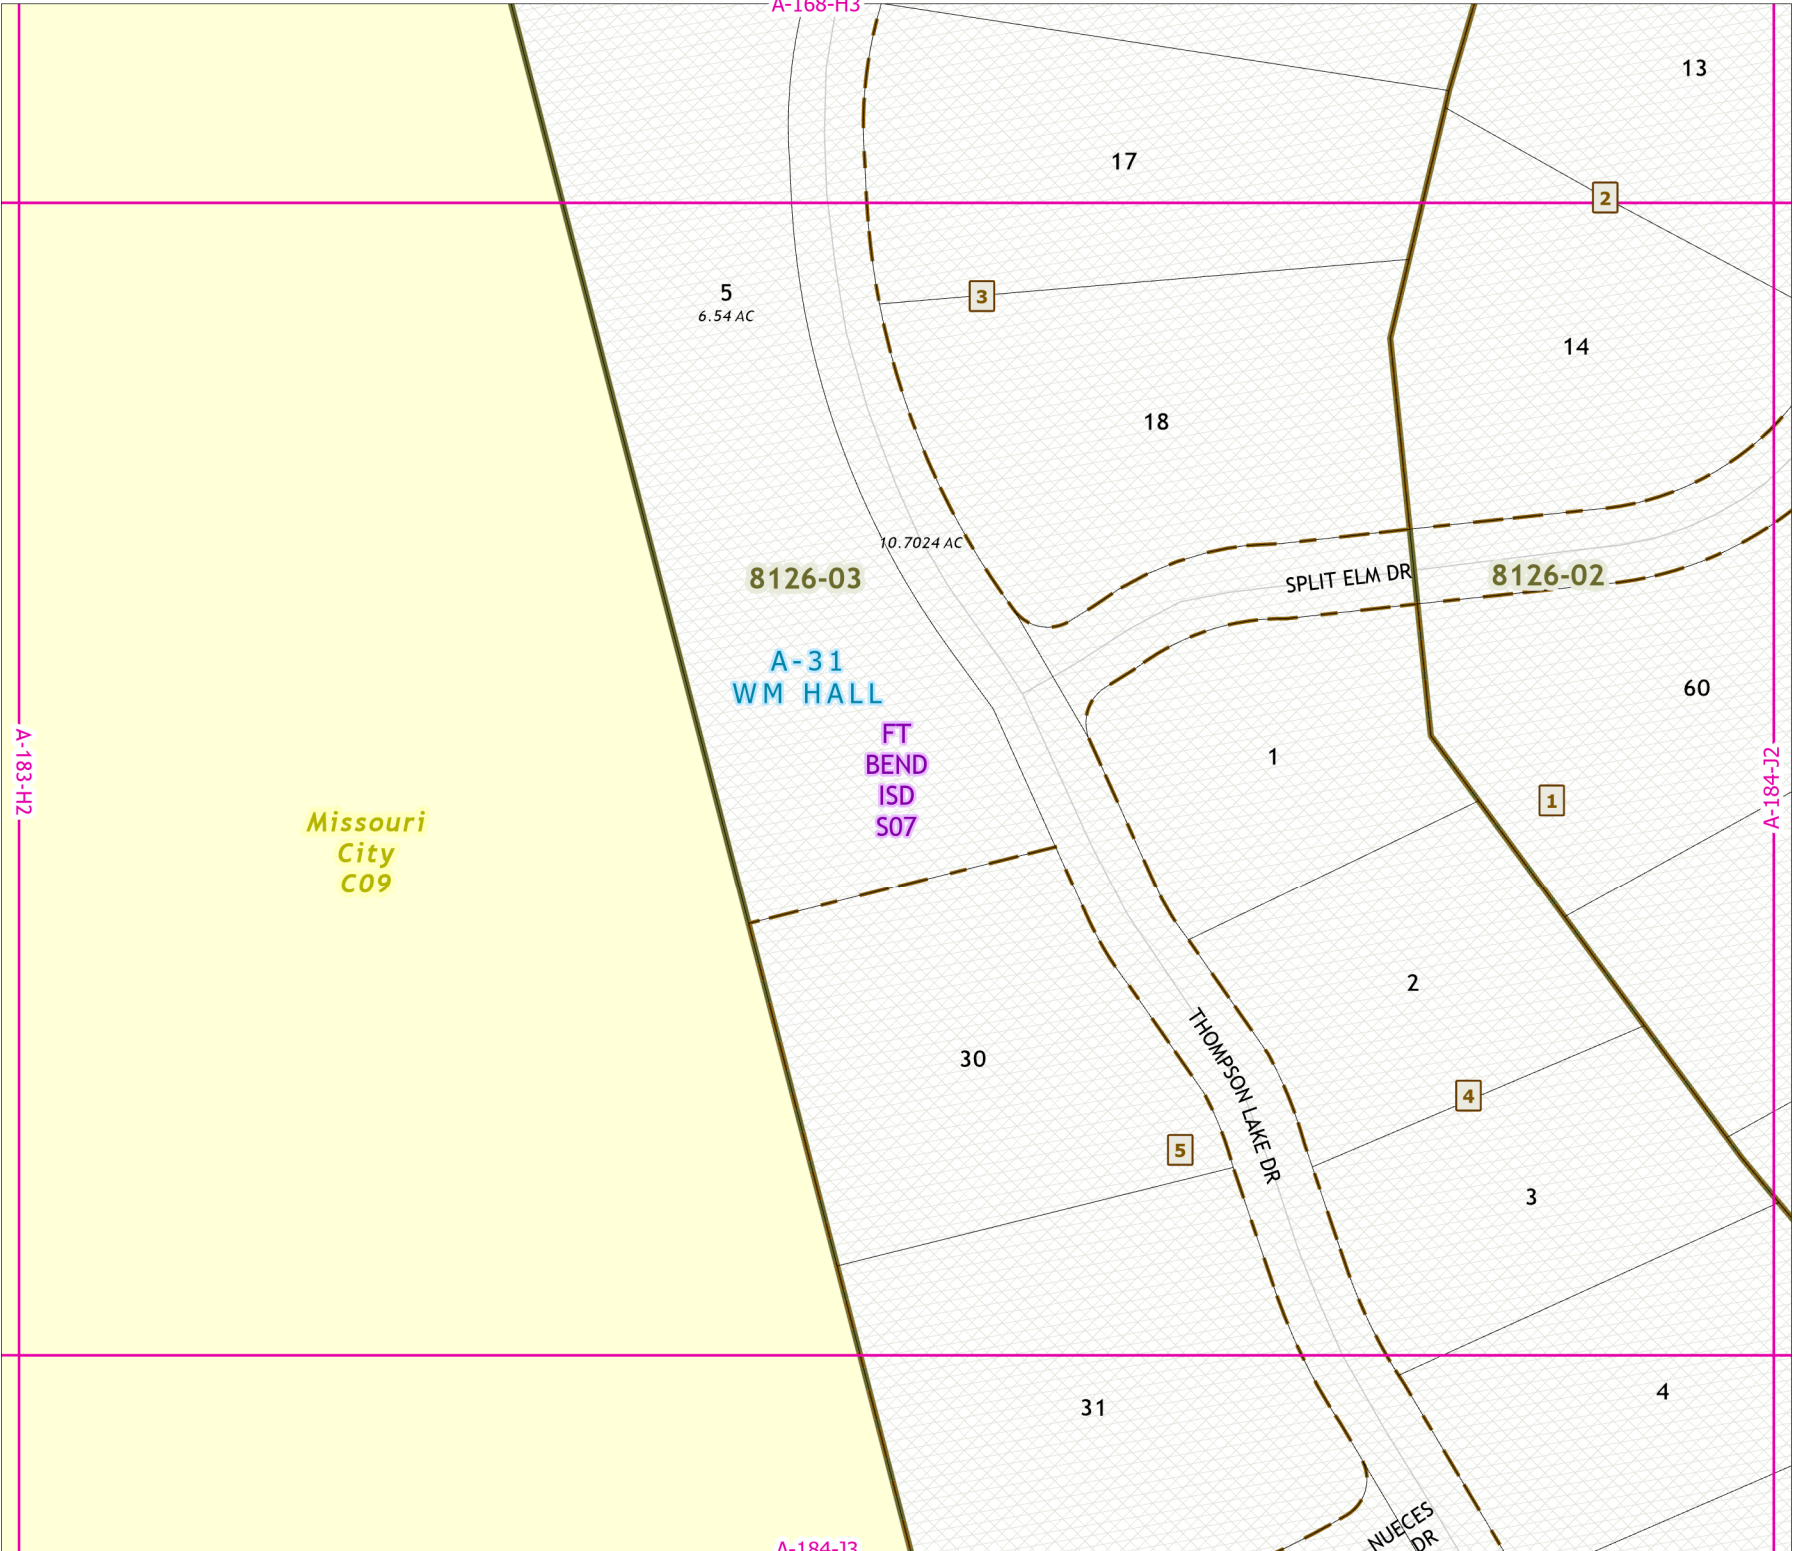 A-168-H3
13
17
2
5
6.54 AC
3
14
18
10.7024 AC
8126-03
SPLIT ELM DR
8126-02
A-31
WM HALL
60
FT
BEND
ISD
S07
1
1
A-183-H2
A-184-J2
Missouri
City
C09
2
30
THOMPSON LAKE DR
4
5
3
31
4
NUECES
DR
A-184-J3